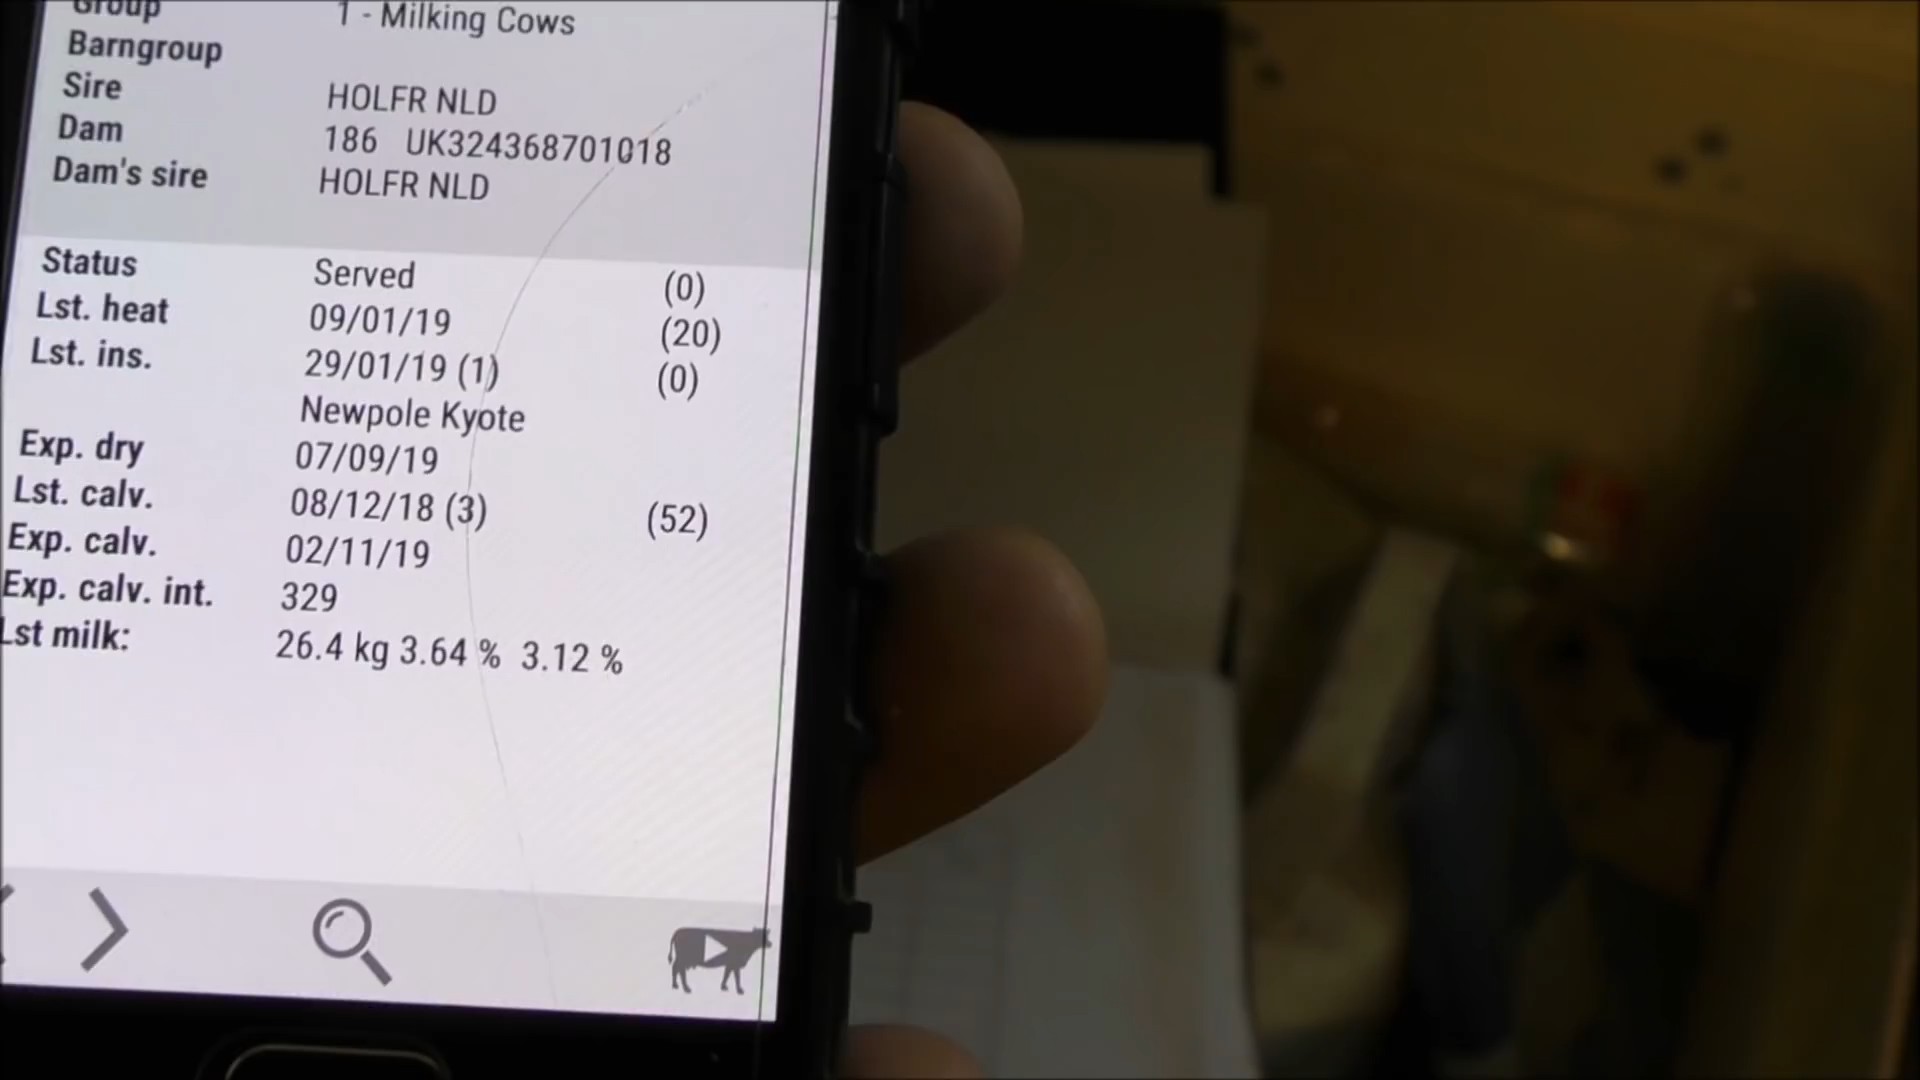 Group 1 - Milking Cows
Barngroup
Sire HOLFR NLD
Dam 186 UK324368701018
Dam's sire HOLFR NLD
Status Served (0)
Lst. heat 09/01/19 (20)
Lst. ins. 29/01/19 (1) (0)
Newpole Kyote
Exp. dry 07/09/19
Lst. calv. 08/12/18 (3) (52)
Exp. calv. 02/11/19
Exp. calv. int. 329
Lst milk: 26.4 kg 3.64 % 3.12 %